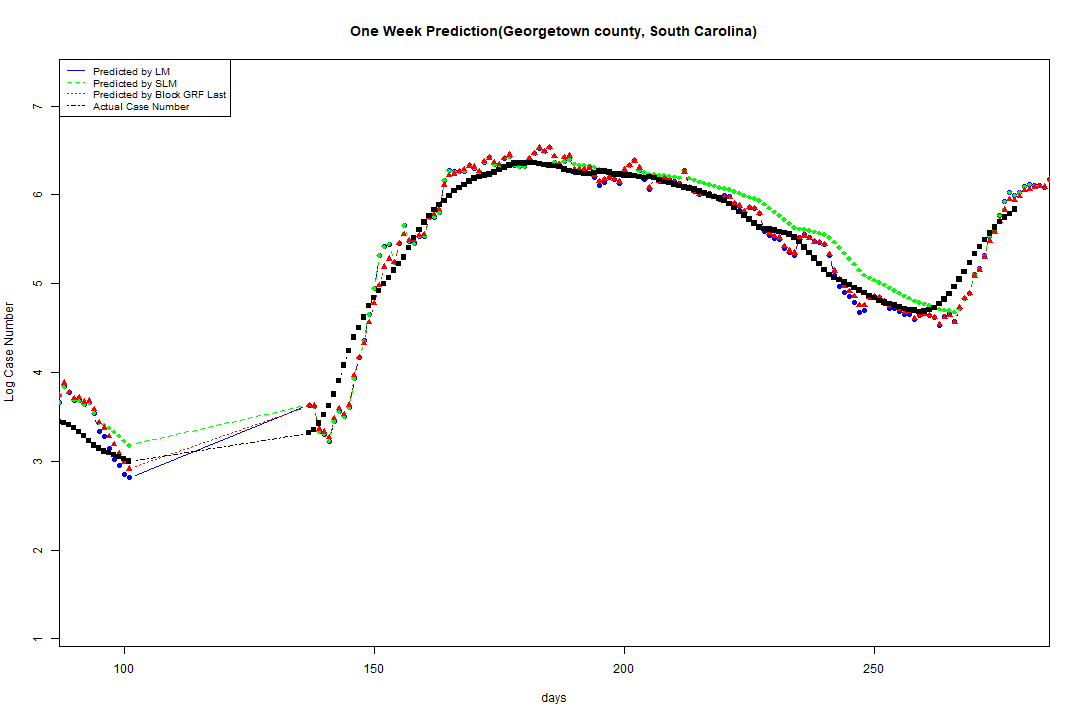 One Week Prediction(Georgetown county, South Carolina)
Predicted by LM
Predicted by SLM
Predicted by Block GRF Last
Actual Case Number
7
6
5
4
3
2
1
Log Case Number
100 150 200 250
days